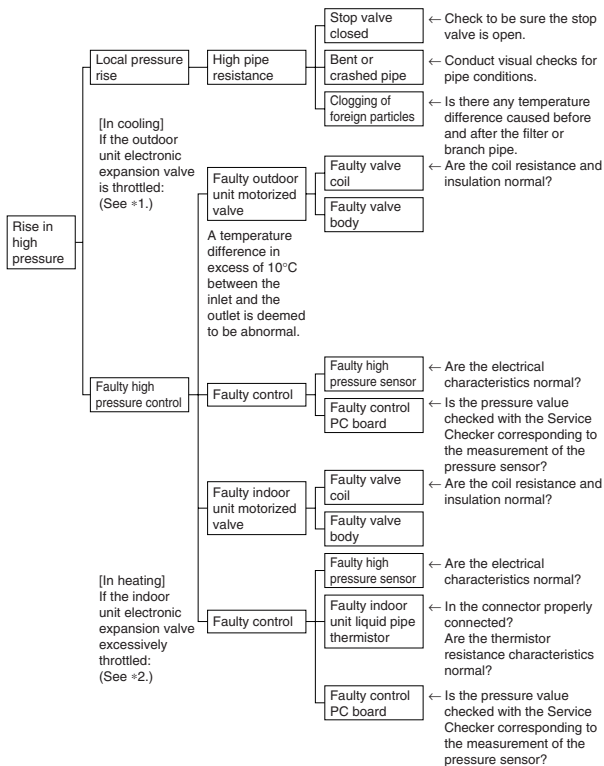 Rise in
high
pressure
Local pressure
rise
High pipe
resistance
Stop valve
closed
← Check to be sure the stop
valve is open.
Bent or
crashed pipe
← Conduct visual checks for
pipe conditions.
Clogging of
foreign particles
← Is there any temperature
difference caused before
and after the filter or
branch pipe.
[In cooling]
If the outdoor
unit electronic
expansion valve
is throttled:
(See *1.)
Faulty high
pressure control
Faulty outdoor
unit motorized
valve
A temperature
difference in
excess of 10°C
between the
inlet and the
outlet is deemed
to be abnormal.
Faulty valve
coil
← Are the coil resistance and
insulation normal?
Faulty valve
body
Faulty control
Faulty high
pressure sensor
← Are the electrical
characteristics normal?
Faulty control
PC board
← Is the pressure value
checked with the Service
Checker corresponding to
the measurement of the
pressure sensor?
[In heating]
If the indoor
unit electronic
expansion valve
excessively
throttled:
(See *2.)
Faulty indoor
unit motorized
valve
Faulty valve
coil
← Are the coil resistance and
insulation normal?
Faulty valve
body
Faulty control
Faulty high
pressure sensor
← Are the electrical
characteristics normal?
Faulty indoor
unit liquid pipe
thermistor
← In the connector properly
connected?
Are the thermistor
resistance characteristics
normal?
Faulty control
PC board
← Is the pressure value
checked with the Service
Checker corresponding to
the measurement of the
pressure sensor?